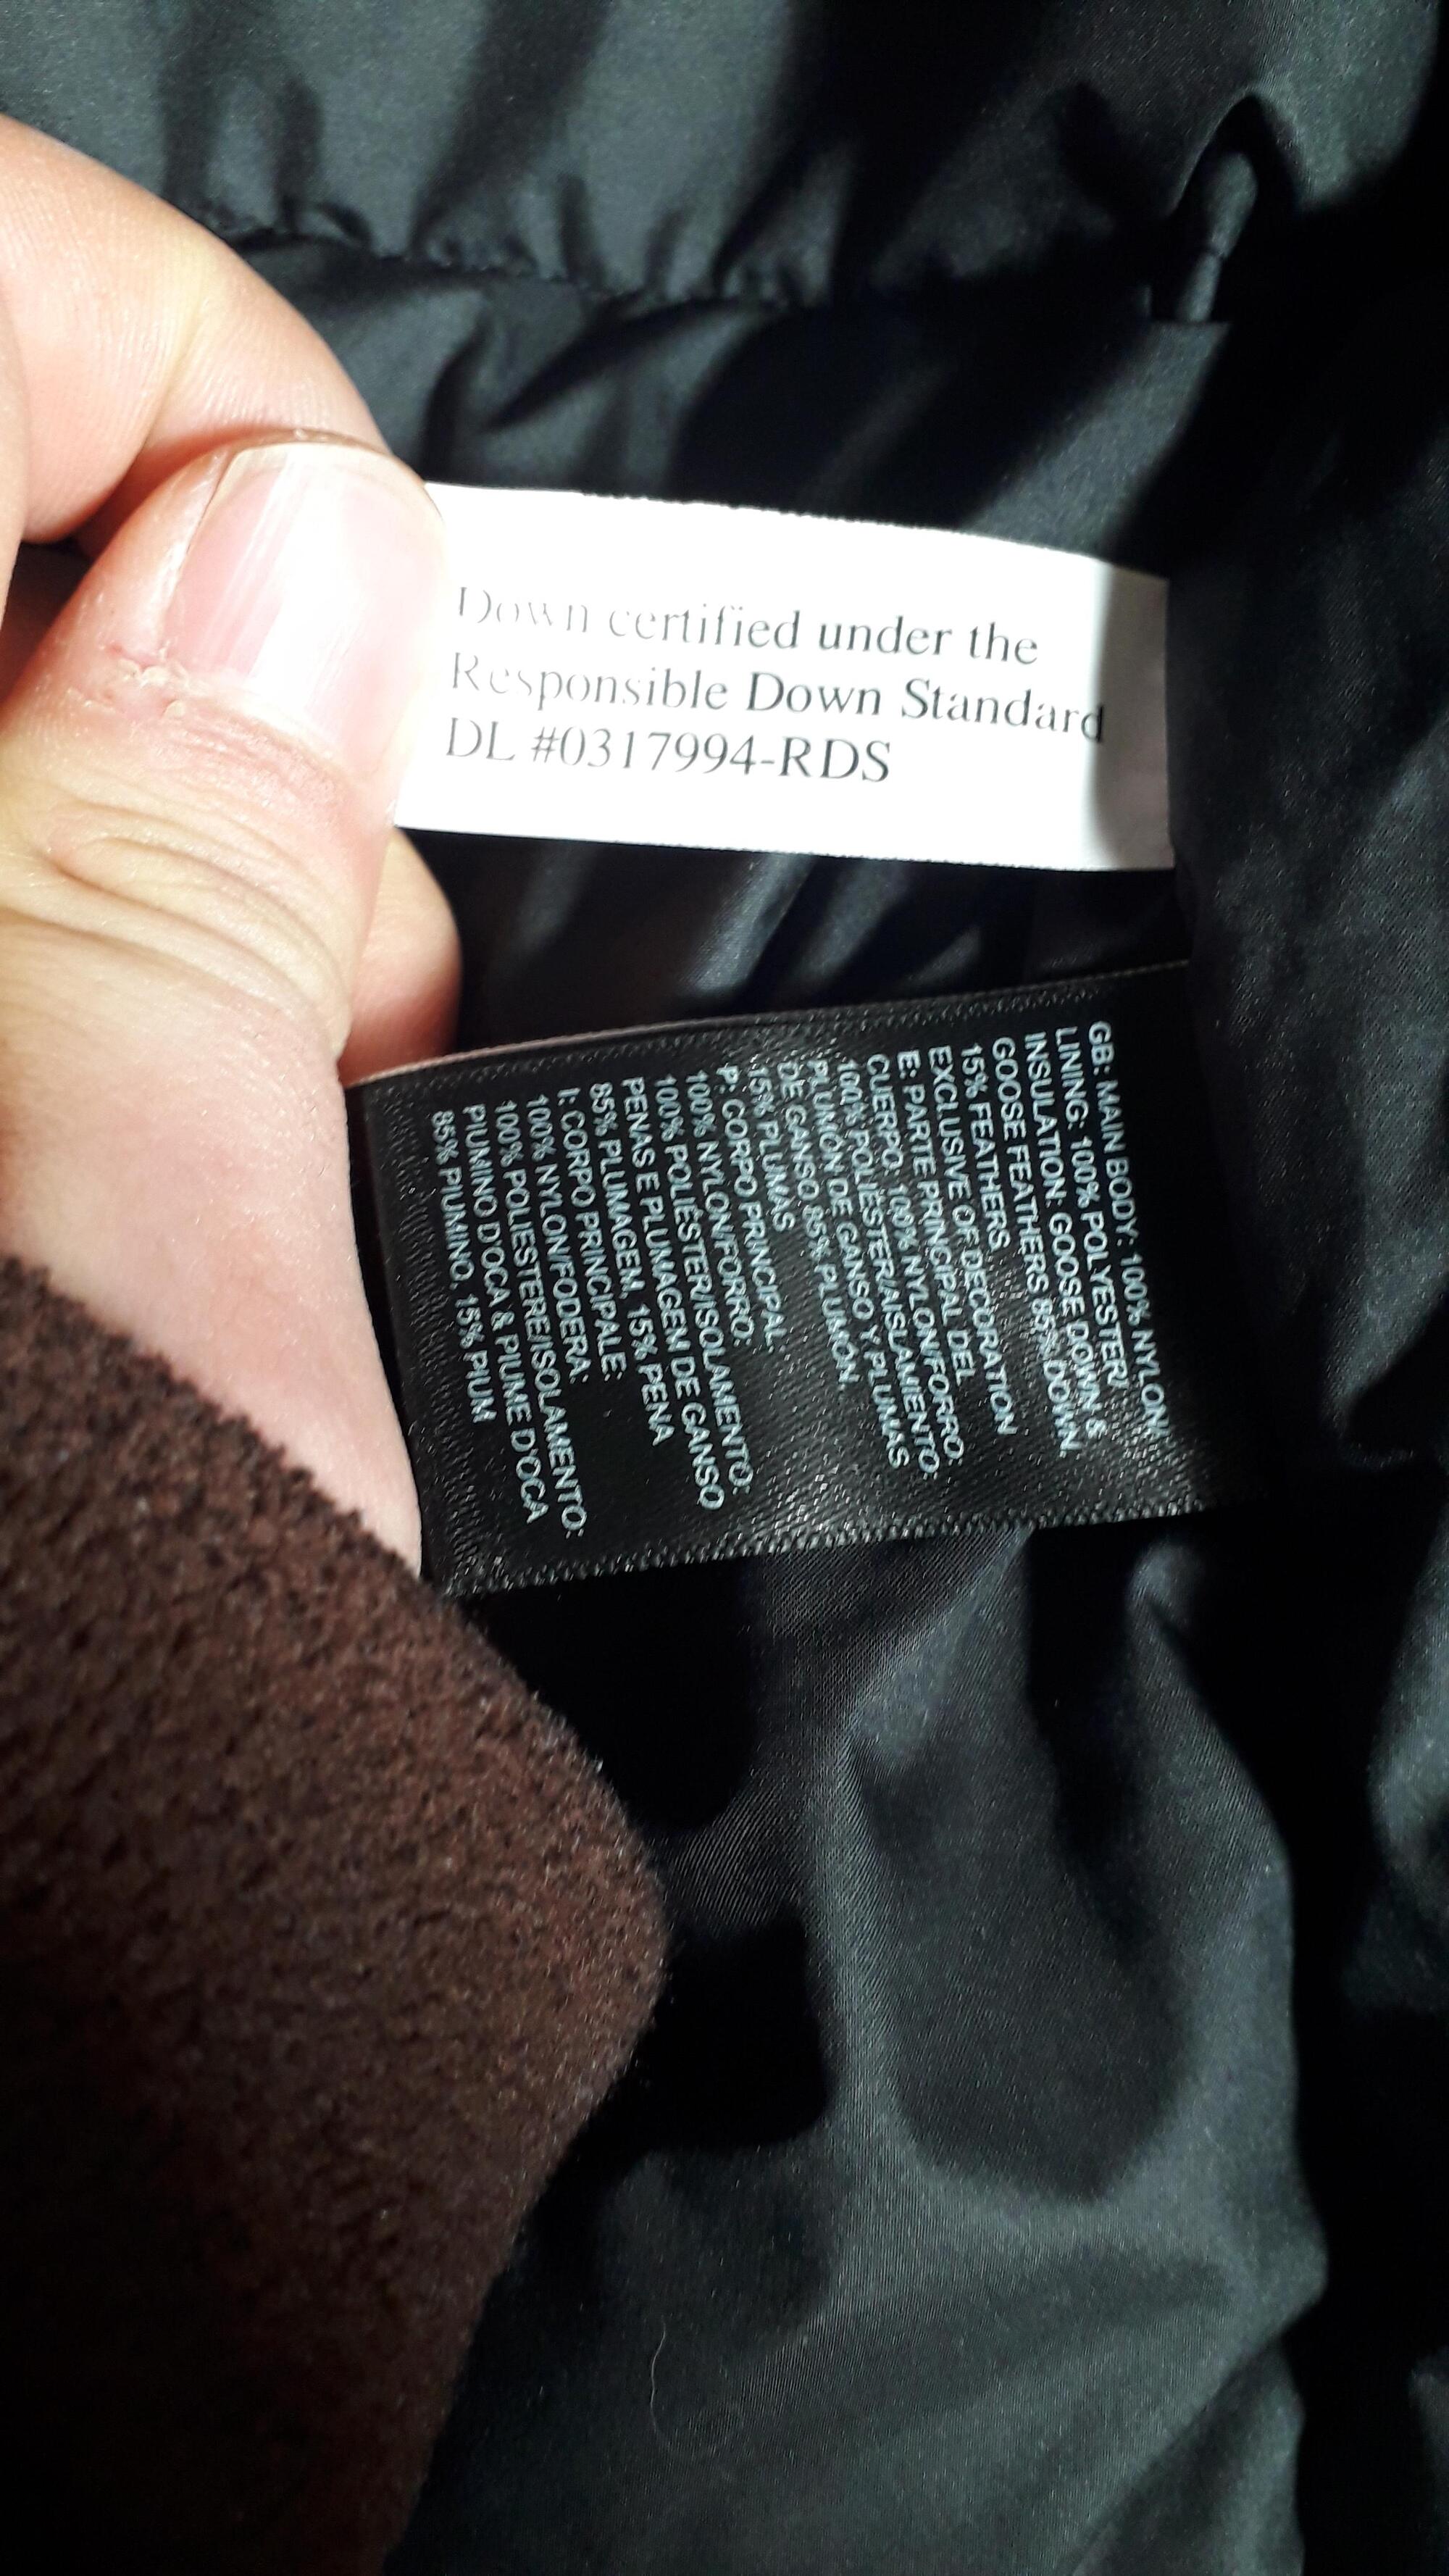 Down certified under the
Responsible Down Standard
DL #0317994-RDS
GB: MAIN BODY: 100% NYLON/
LINING: 100% POLYESTER/
INSULATION: GOOSE DOWN &
GOOSE FEATHERS 85% DOWN,
15% FEATHERS
EXCLUSIVE OF DECORATION
E: PARTE PRINCIPAL DEL
CUERPO: 100% NYLON/FORRO:
100% POLIÉSTER/AISLAMIENTO:
PLUMÓN DE GANSO Y PLUMAS
DE GANSO 85% PLUMÓN,
15% PLUMAS
P: CORPO PRINCIPAL:
100% NYLON/FORRO:
100% POLIÉSTER/ISOLAMENTO:
PENAS E PLUMAGEN DE GANSO
85% PLUMAGEM, 15% PENA
I: CORPO PRINCIPALE:
100% NYLON/FODERA:
100% POLIESTERE/ISOLAMENTO:
PIUMINO D'OCA & PIUME D'OCA
85% PIUMINO, 15% PIUM